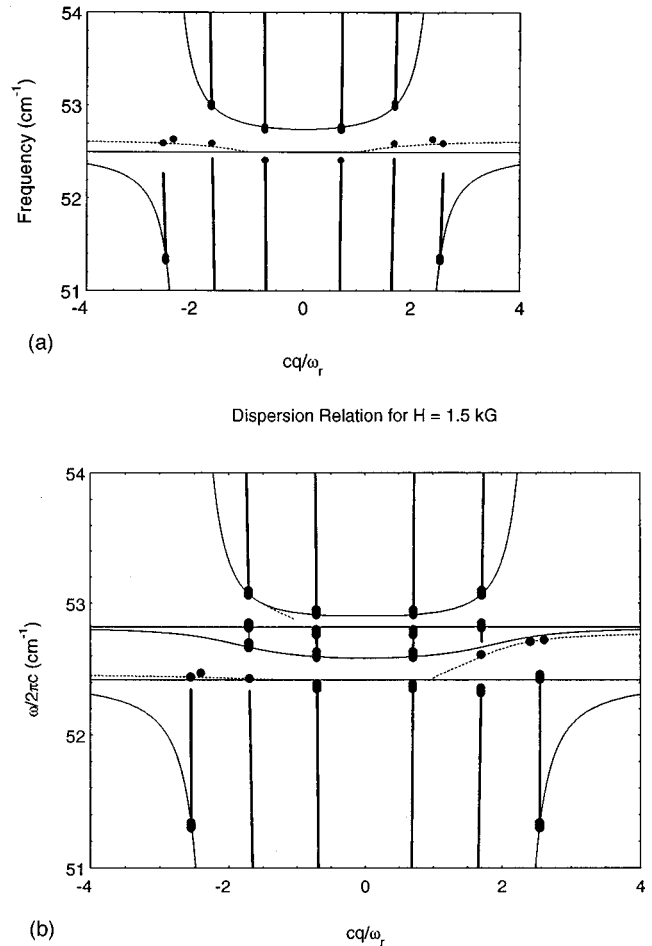 54
53
52
51
Frequency (cm⁻¹)
-4 -2 0 2 4
(a)
cq/ωᵣ
Dispersion Relation for H = 1.5 kG
54
53
52
51
ω/2πc (cm⁻¹)
-4 -2 0 2 4
(b)
cq/ωᵣ